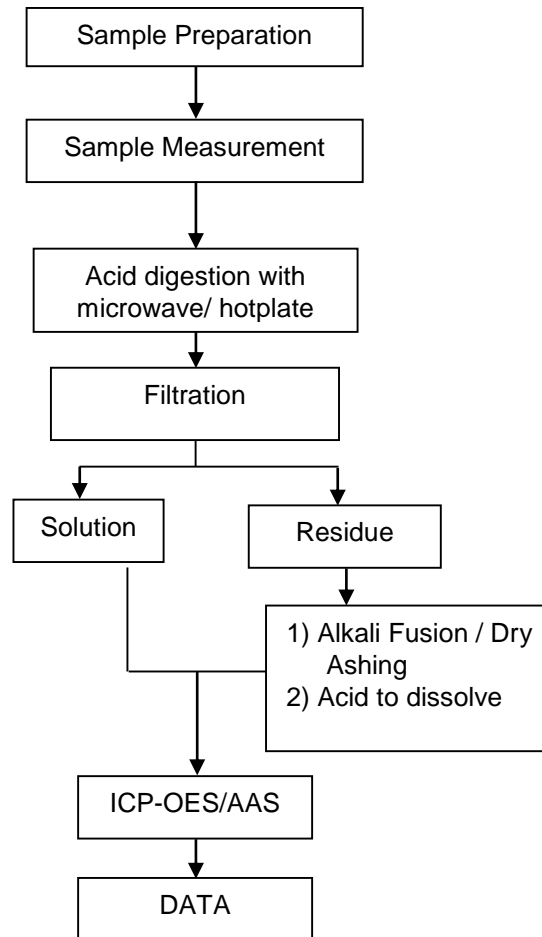 Sample Preparation
Sample Measurement
Acid digestion with
microwave/ hotplate
Filtration
Solution
Residue
1) Alkali Fusion / Dry
Ashing
2) Acid to dissolve
ICP-OES/AAS
DATA